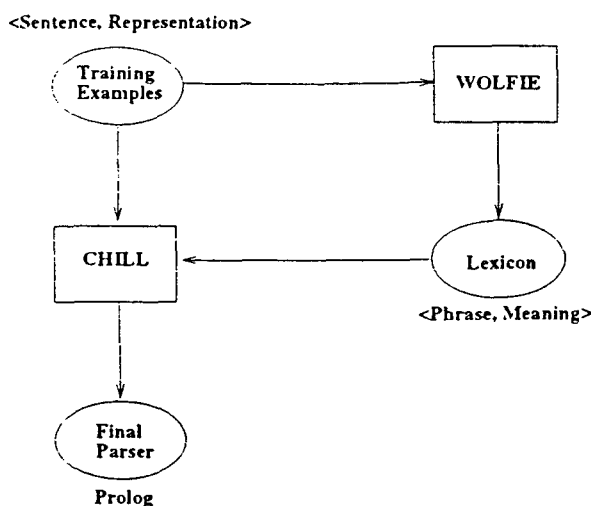 <Sentence, Representation>
Training
Examples
WOLFIE
CHILL
Lexicon
<Phrase, Meaning>
Final
Parser
Prolog